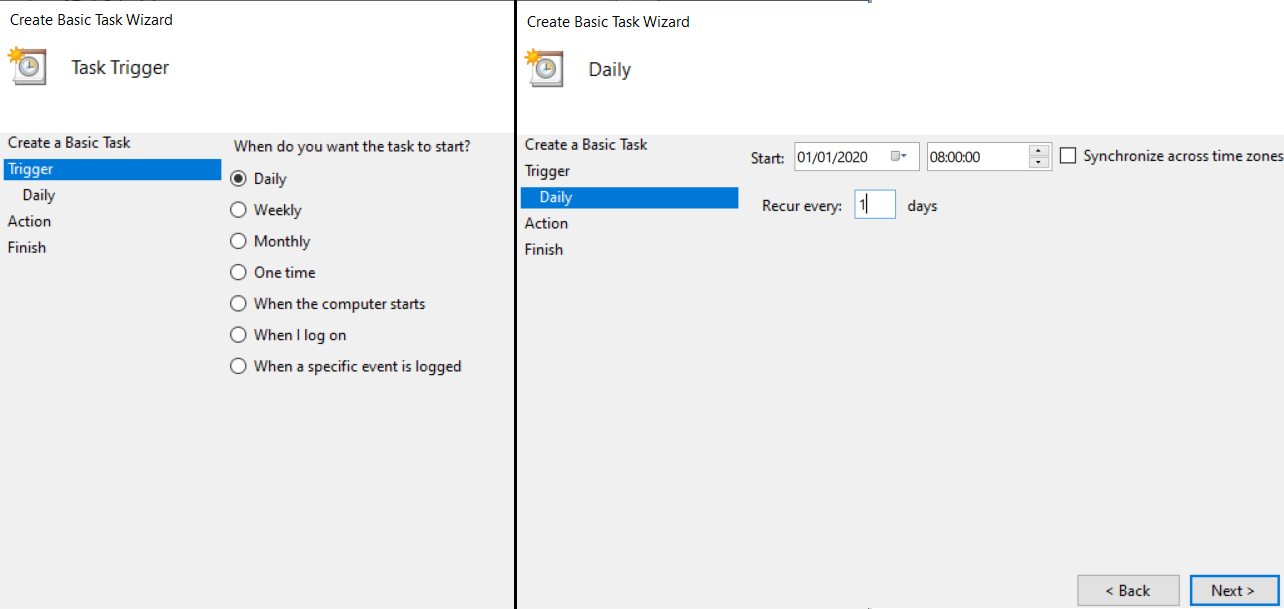 Create Basic Task Wizard
Task Trigger
Create a Basic Task
Trigger
Daily
Action
Finish
When do you want the task to start?
Daily
Weekly
Monthly
One time
When the computer starts
When I log on
When a specific event is logged
Create Basic Task Wizard
Daily
Create a Basic Task
Trigger
Daily
Action
Finish
Start: 01/01/2020 08:00:00 Synchronize across time zones
Recur every: 1 days
< Back Next >